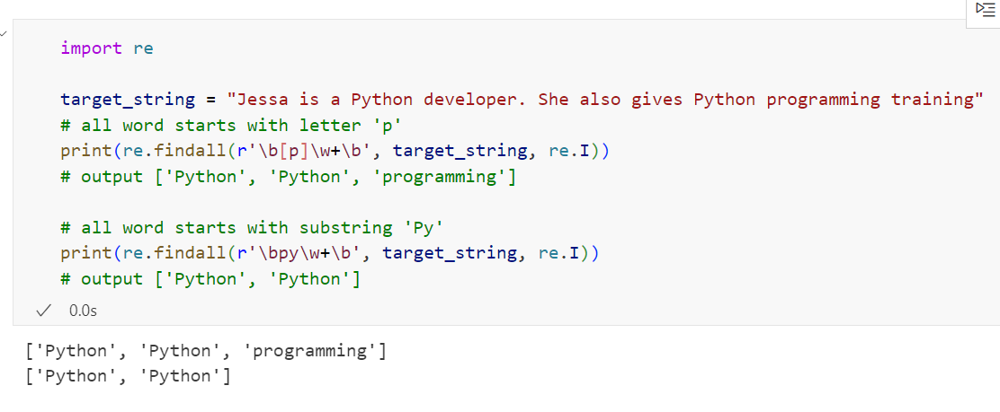 import re
target_string = "Jessa is a Python developer. She also gives Python programming training"
# all word starts with letter 'p'
print(re.findall(r'\b[p]\w+\b', target_string, re.I))
# output ['Python', 'Python', 'programming']
# all word starts with substring 'Py'
print(re.findall(r'\bpy\w+\b', target_string, re.I))
# output ['Python', 'Python']
0.0s
['Python', 'Python', 'programming']
['Python', 'Python']